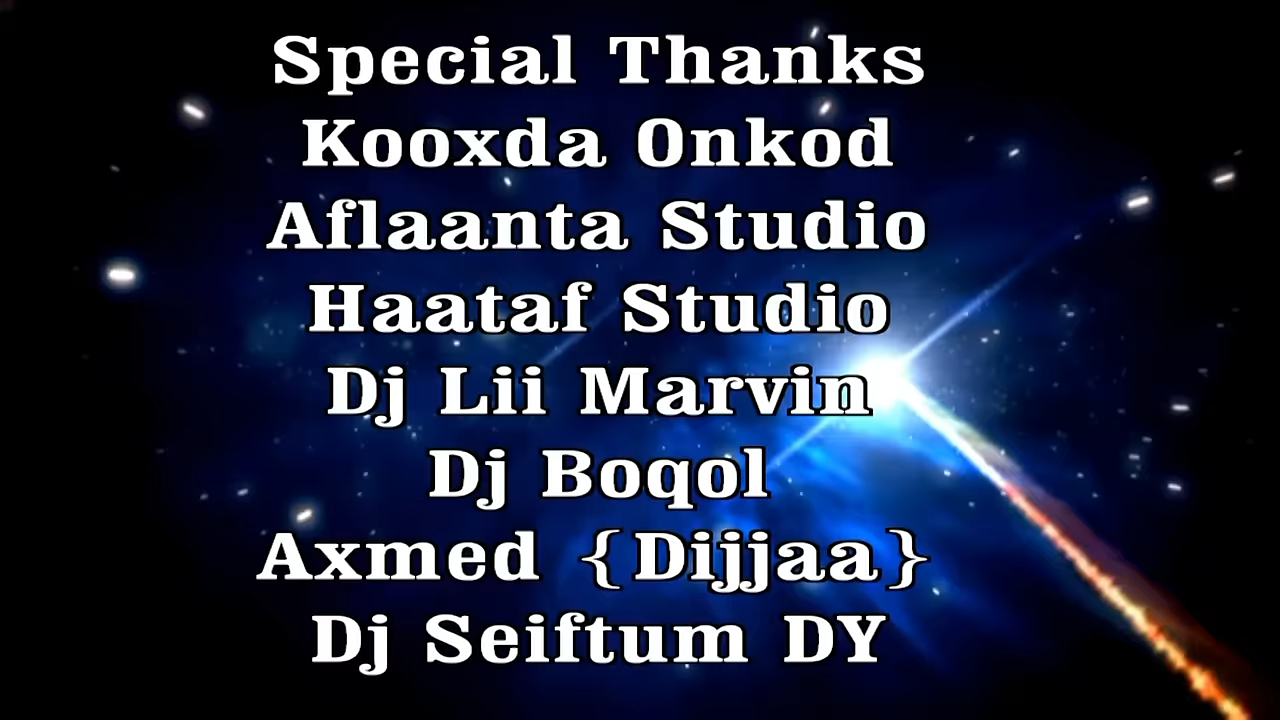 Special Thanks
Kooxda Onkod
Aflaanta Studio
Haataf Studio
Dj Lii Marvin
Dj Boqol
Axmed {Dijjaa}
Dj Seiftum DY